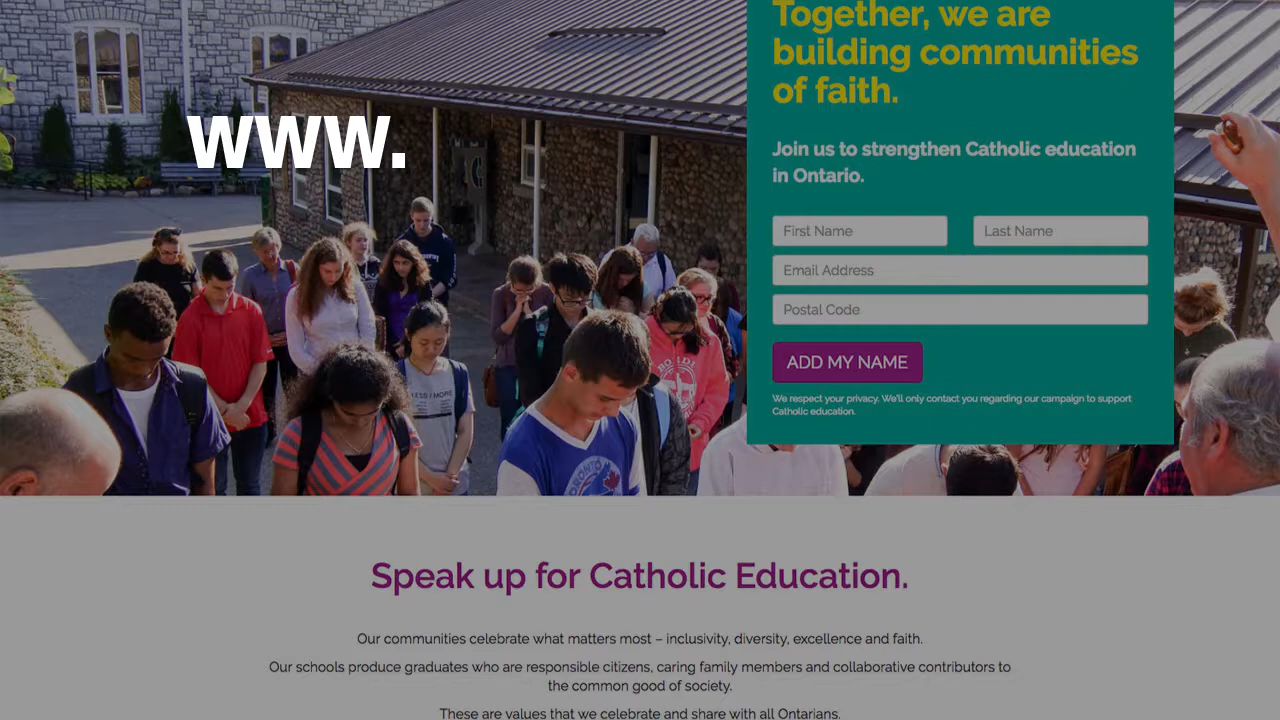 Together, we are
building communities
of faith.
www.
Join us to strengthen Catholic education
in Ontario.
First Name
Last Name
Email Address
Postal Code
ADD MY NAME
We respect your privacy. We'll only contact you regarding our campaign to support
Catholic education.
Speak up for Catholic Education.
Our communities celebrate what matters most – inclusivity, diversity, excellence and faith.
Our schools produce graduates who are responsible citizens, caring family members and collaborative contributors to
the common good of society.
These are values that we celebrate and share with all Ontarians.